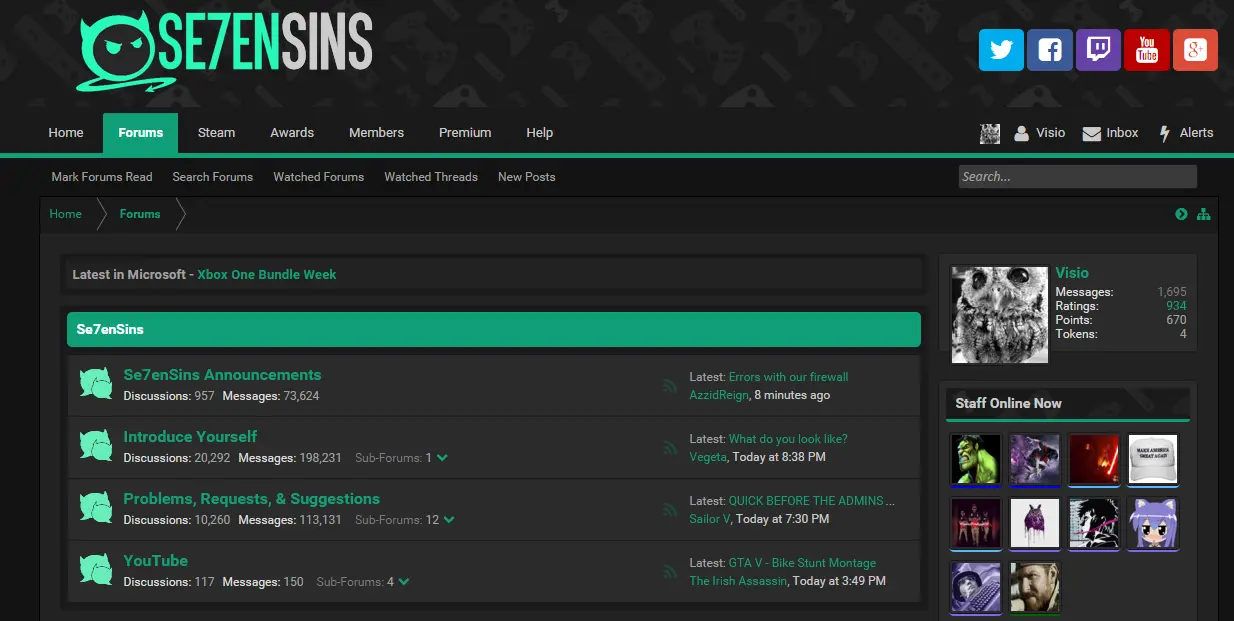 SE7ENSINS
You
Tube
g+
Home Forums Steam Awards Members Premium Help Visio Inbox Alerts
Mark Forums Read Search Forums Watched Forums Watched Threads New Posts Search...
Home Forums
Latest in Microsoft - Xbox One Bundle Week
Se7enSins
Se7enSins Announcements
Discussions: 957 Messages: 73,624
Latest: Errors with our firewall
AzzidReign, 8 minutes ago
Introduce Yourself
Discussions: 20,292 Messages: 198,231 Sub-Forums: 1
Latest: What do you look like?
Vegeta, Today at 8:38 PM
Problems, Requests, & Suggestions
Discussions: 10,260 Messages: 113,131 Sub-Forums: 12
Latest: QUICK BEFORE THE ADMINS ...
Sailor V, Today at 7:30 PM
YouTube
Discussions: 117 Messages: 150 Sub-Forums: 4
Latest: GTA V - Bike Stunt Montage
The Irish Assassin, Today at 3:49 PM
Visio
Messages: 1,695
Ratings: 934
Points: 670
Tokens: 4
Staff Online Now
MAKE AMERICA
GREAT AGAIN